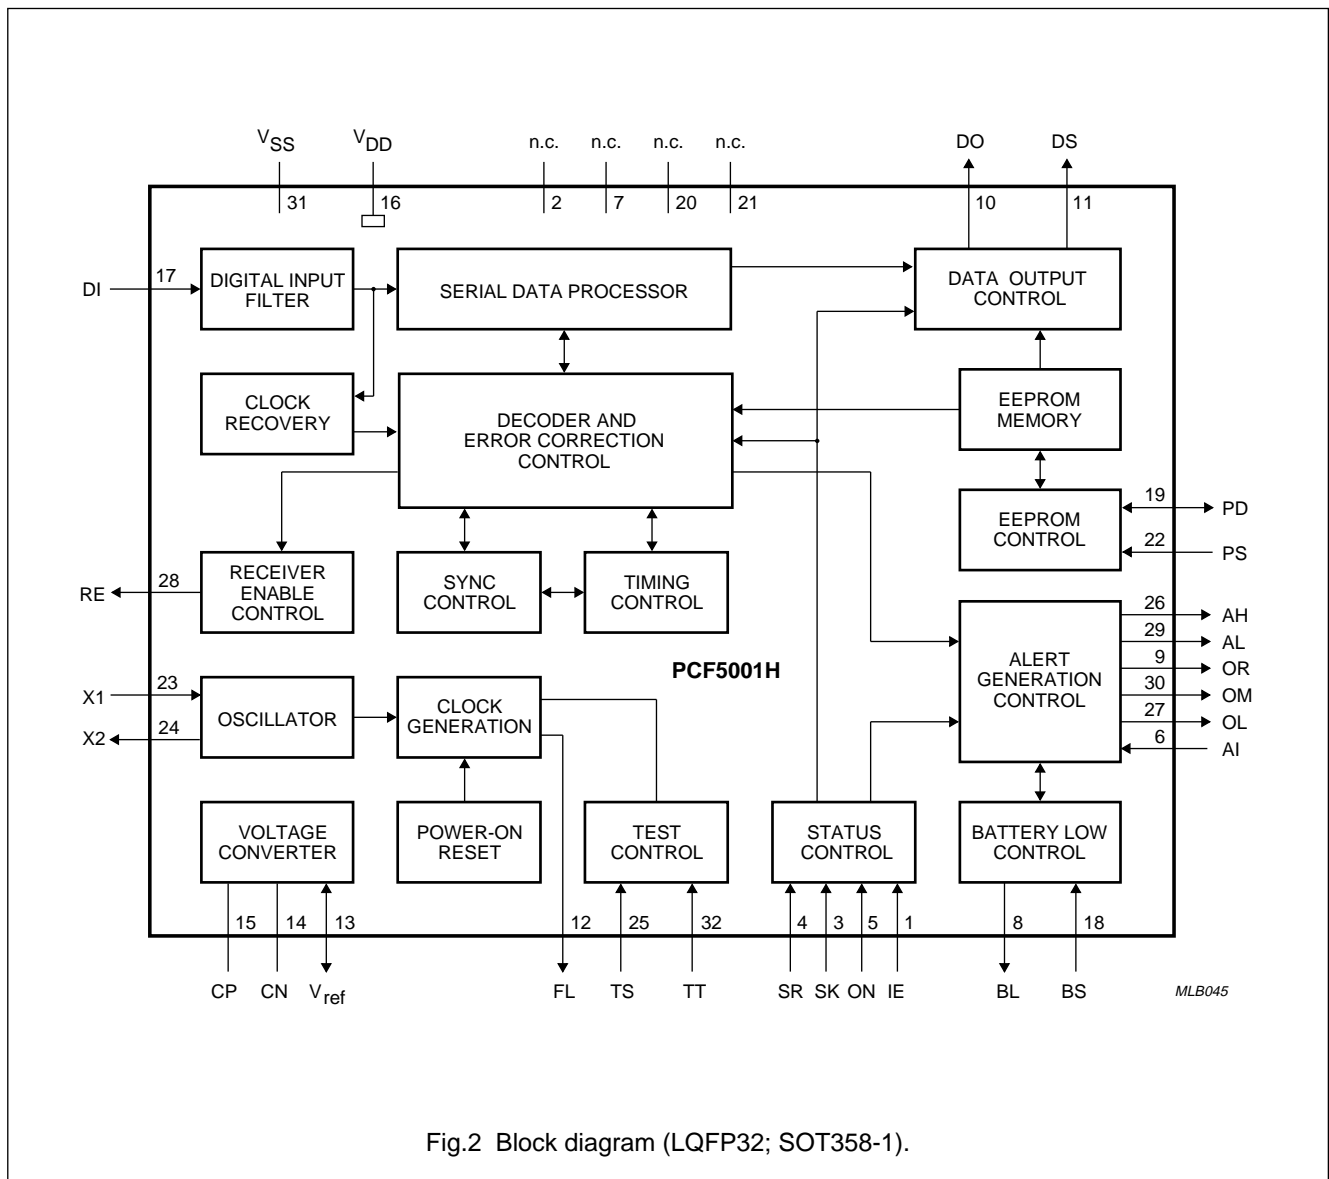 VSS
VDD
n.c.
n.c.
n.c.
n.c.
DO
DS
31
16
2
7
20
21
10
11
DI
17
DIGITAL INPUT
FILTER
SERIAL DATA PROCESSOR
DATA OUTPUT
CONTROL
CLOCK
RECOVERY
DECODER AND
ERROR CORRECTION
CONTROL
EEPROM
MEMORY
EEPROM
CONTROL
19
PD
22
PS
RE
28
RECEIVER
ENABLE
CONTROL
SYNC
CONTROL
TIMING
CONTROL
PCF5001H
ALERT
GENERATION
CONTROL
26
AH
29
AL
9
OR
30
OM
27
OL
6
AI
X1
23
X2
24
OSCILLATOR
CLOCK
GENERATION
VOLTAGE
CONVERTER
POWER-ON
RESET
TEST
CONTROL
STATUS
CONTROL
BATTERY LOW
CONTROL
15
14
13
12
25
32
4
3
5
1
8
18
CP
CN
Vref
FL
TS
TT
SR
SK
ON
IE
BL
BS
MLB045
Fig.2 Block diagram (LQFP32; SOT358-1).